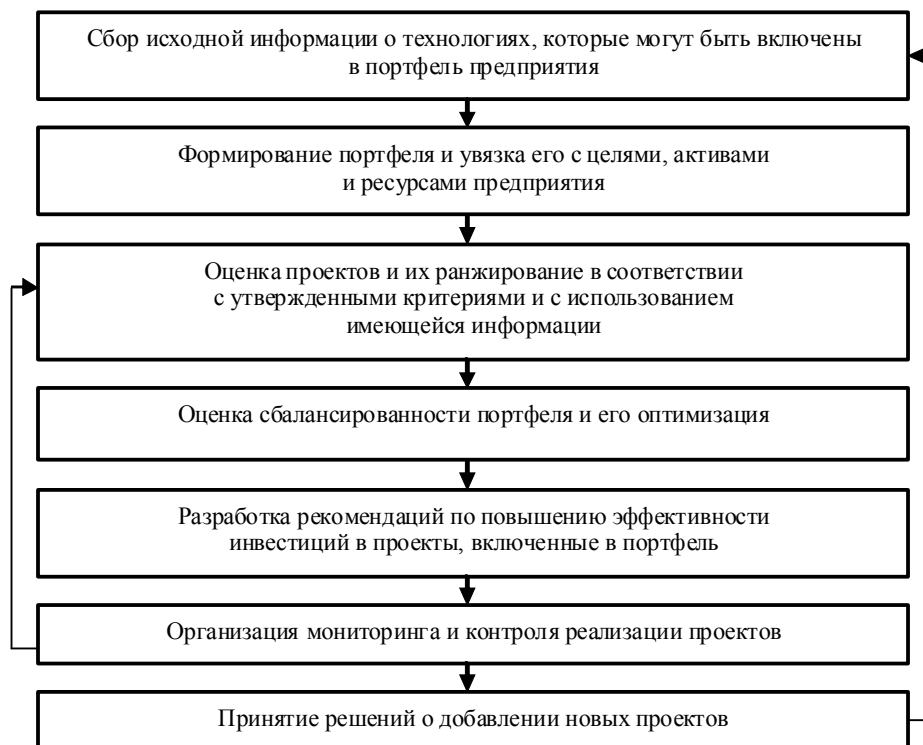 Сбор исходной информации о технологиях, которые могут быть включены
в портфель предприятия
Формирование портфеля и увязка его с целями, активами
и ресурсами предприятия
Оценка проектов и их ранжирование в соответствии
с утвержденными критериями и с использованием
имеющейся информации
Оценка сбалансированности портфеля и его оптимизация
Разработка рекомендаций по повышению эффективности
инвестиций в проекты, включенные в портфель
Организация мониторинга и контроля реализации проектов
Принятие решений о добавлении новых проектов